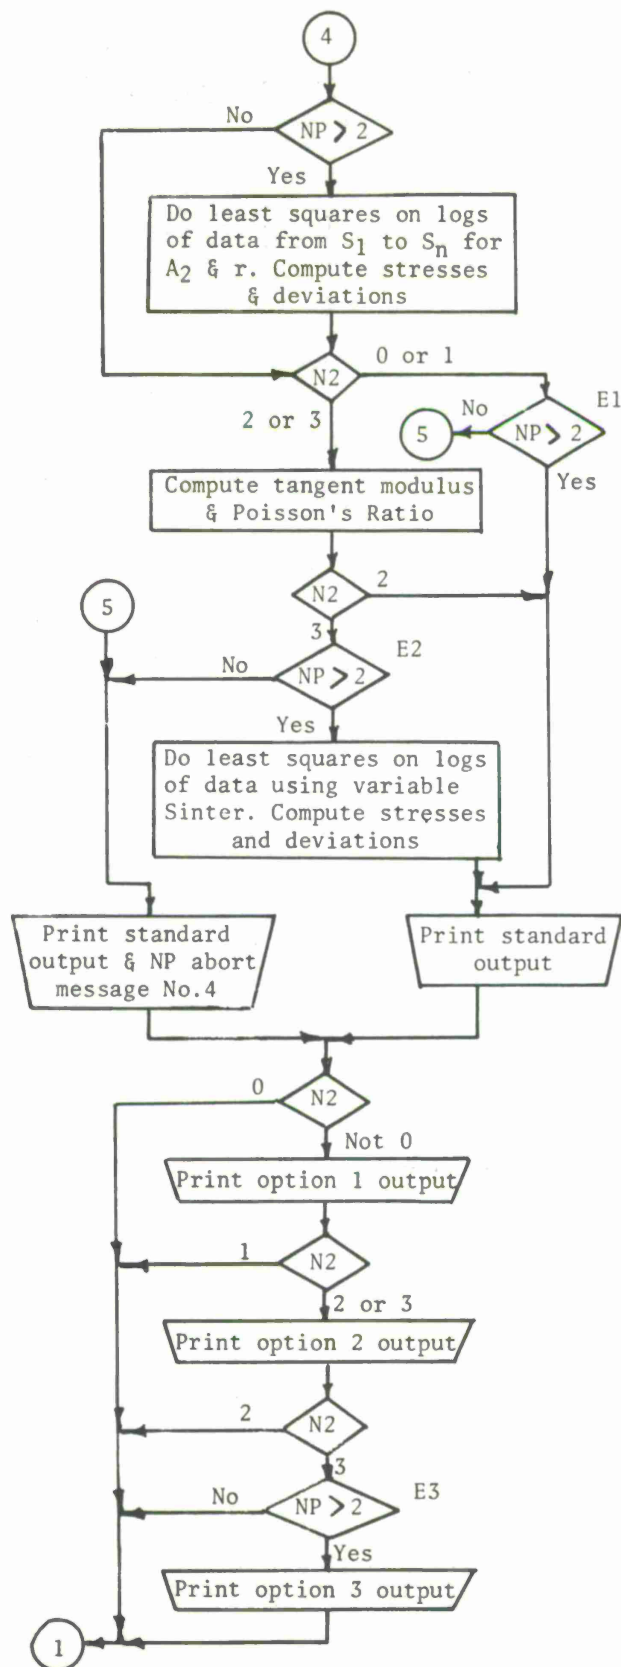 4
No
NP > 2
Yes
Do least squares on logs
of data from S1 to Sn for
A2 & r. Compute stresses
& deviations
0 or 1
N2
E1
No
2 or 3
5
NP > 2
Yes
Compute tangent modulus
& Poisson's Ratio
N2
2
5
3
E2
No
NP > 2
Yes
Do least squares on logs
of data using variable
Sinter. Compute stresses
and deviations
Print standard
output & NP abort
message No.4
Print standard
output
0
N2
Not 0
Print option 1 output
1
N2
2 or 3
Print option 2 output
2
N2
3
No
NP > 2
E3
Yes
Print option 3 output
1